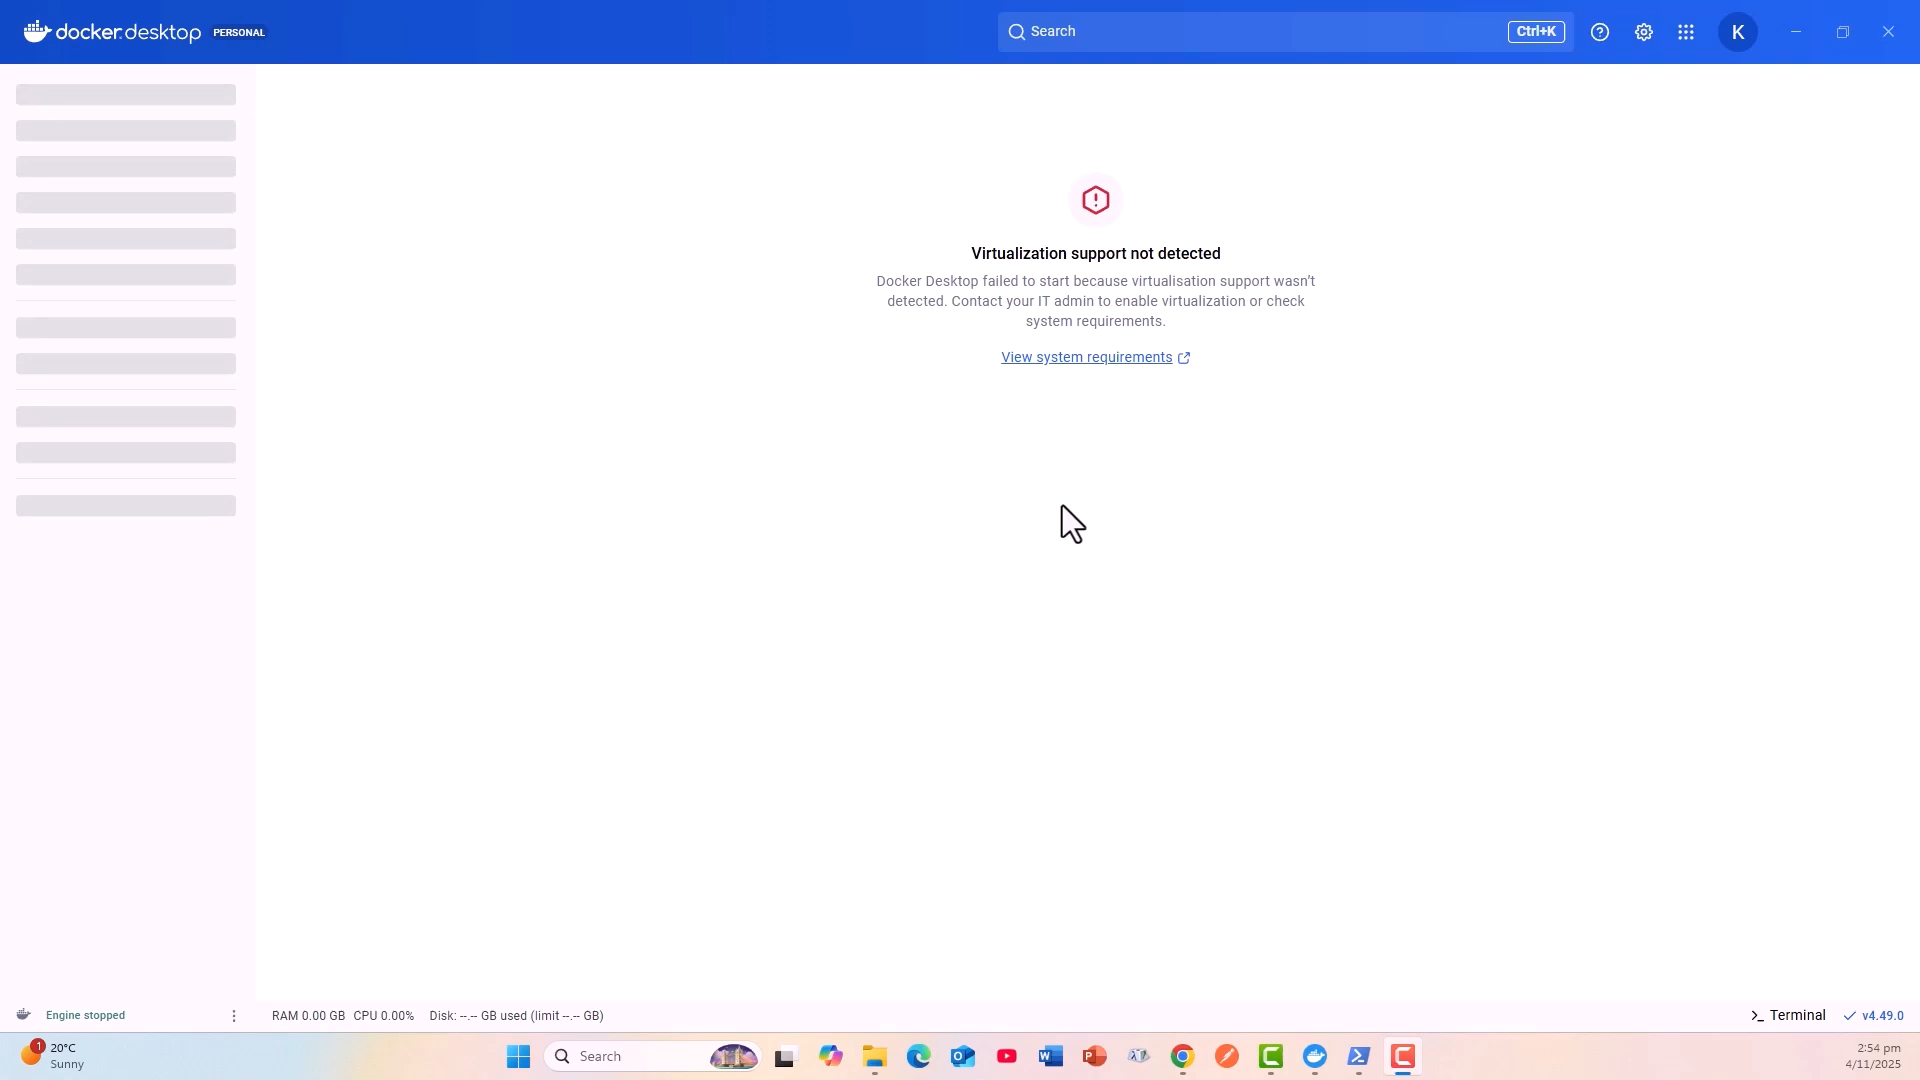 docker.desktop PERSONAL
Search
Ctrl+K
K
Virtualization support not detected
Docker Desktop failed to start because virtualisation support wasn't
detected. Contact your IT admin to enable virtualization or check
system requirements.
View system requirements
Engine stopped
RAM 0.00 GB CPU 0.00% Disk: --.-- GB used (limit --.-- GB)
Terminal
v4.49.0
1
20°C
Sunny
Search
2:54 pm
4/11/2025